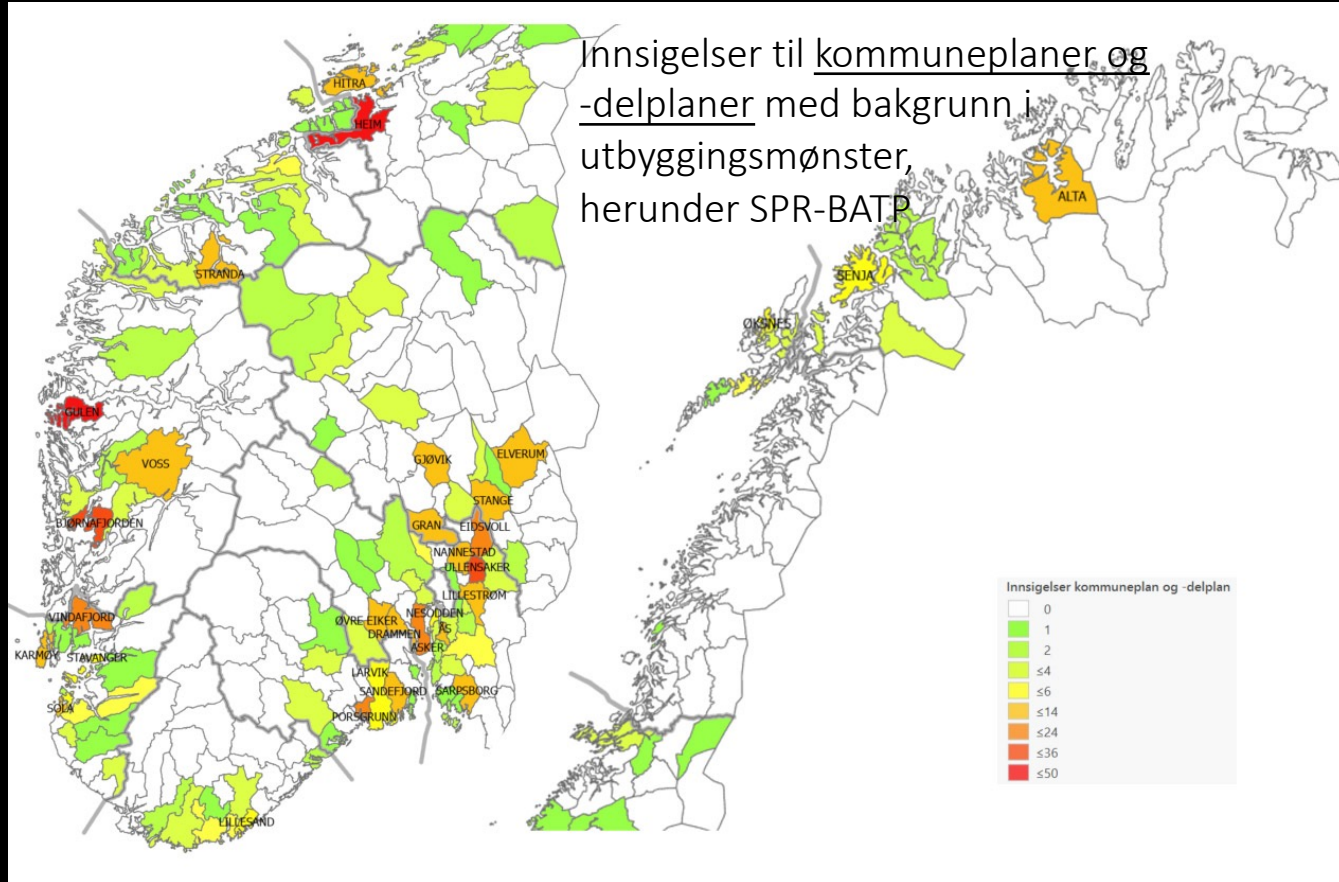 Innsigelser til kommuneplaner og
-delplaner med bakgrunn i
utbyggingsmønster,
herunder SPR-BATP
HITRA
HEIM
ALTA
STRANDA
SENJA
ØKSNES
GULEN
VOSS
GJØVIK
ELVERUM
STANGE
BJØRNAFJORDEN
GRAN
EIDSVOLL
NANNESTAD
ULLENSAKER
LILLESTRØM
VINDAFJORD
NESODDEN
ØVRE EIKER
ÅS
DRAMMEN
ASKER
KARMØY
STAVANGER
LARVIK
SANDEFJORD
SARPSBORG
SOLA
PORSGRUNN
LILLESAND
Innsigelser kommuneplan og -delplan
0
1
2
≤4
≤6
≤14
≤24
≤36
≤50